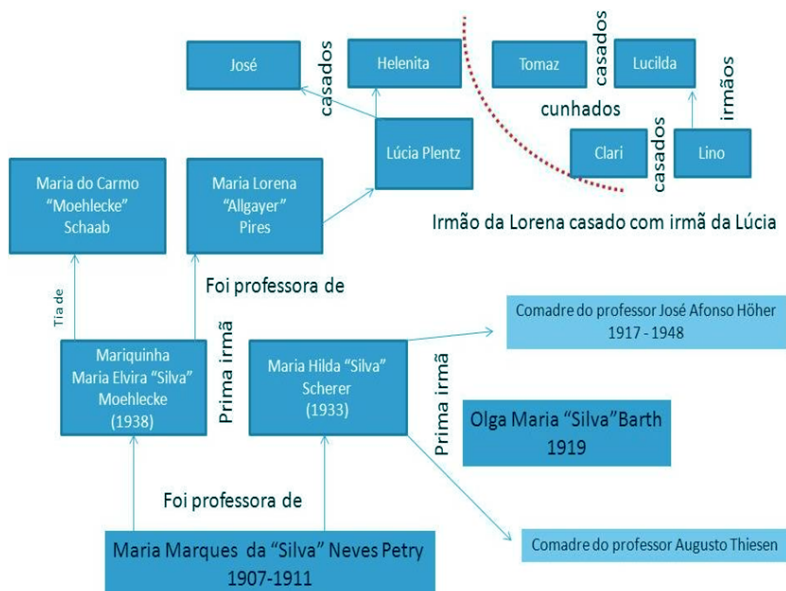 José
casados
Helenita
Tomaz
casados
Lucilda
cunhados
irmãos
Lúcia Plentz
Clari
casados
Lino
Maria do Carmo
“Moehlecke”
Schaab
Maria Lorena
“Allgayer”
Pires
Irmão da Lorena casado com irmã da Lúcia
Tia de
Foi professora de
Comadre do professor José Afonso Höher
1917 - 1948
Mariquinha
Maria Elvira “Silva”
Moehlecke
(1938)
Prima irmã
Maria Hilda “Silva”
Scherer
(1933)
Prima irmã
Olga Maria “Silva”Barth
1919
Foi professora de
Maria Marques da “Silva” Neves Petry
1907-1911
Comadre do professor Augusto Thiesen